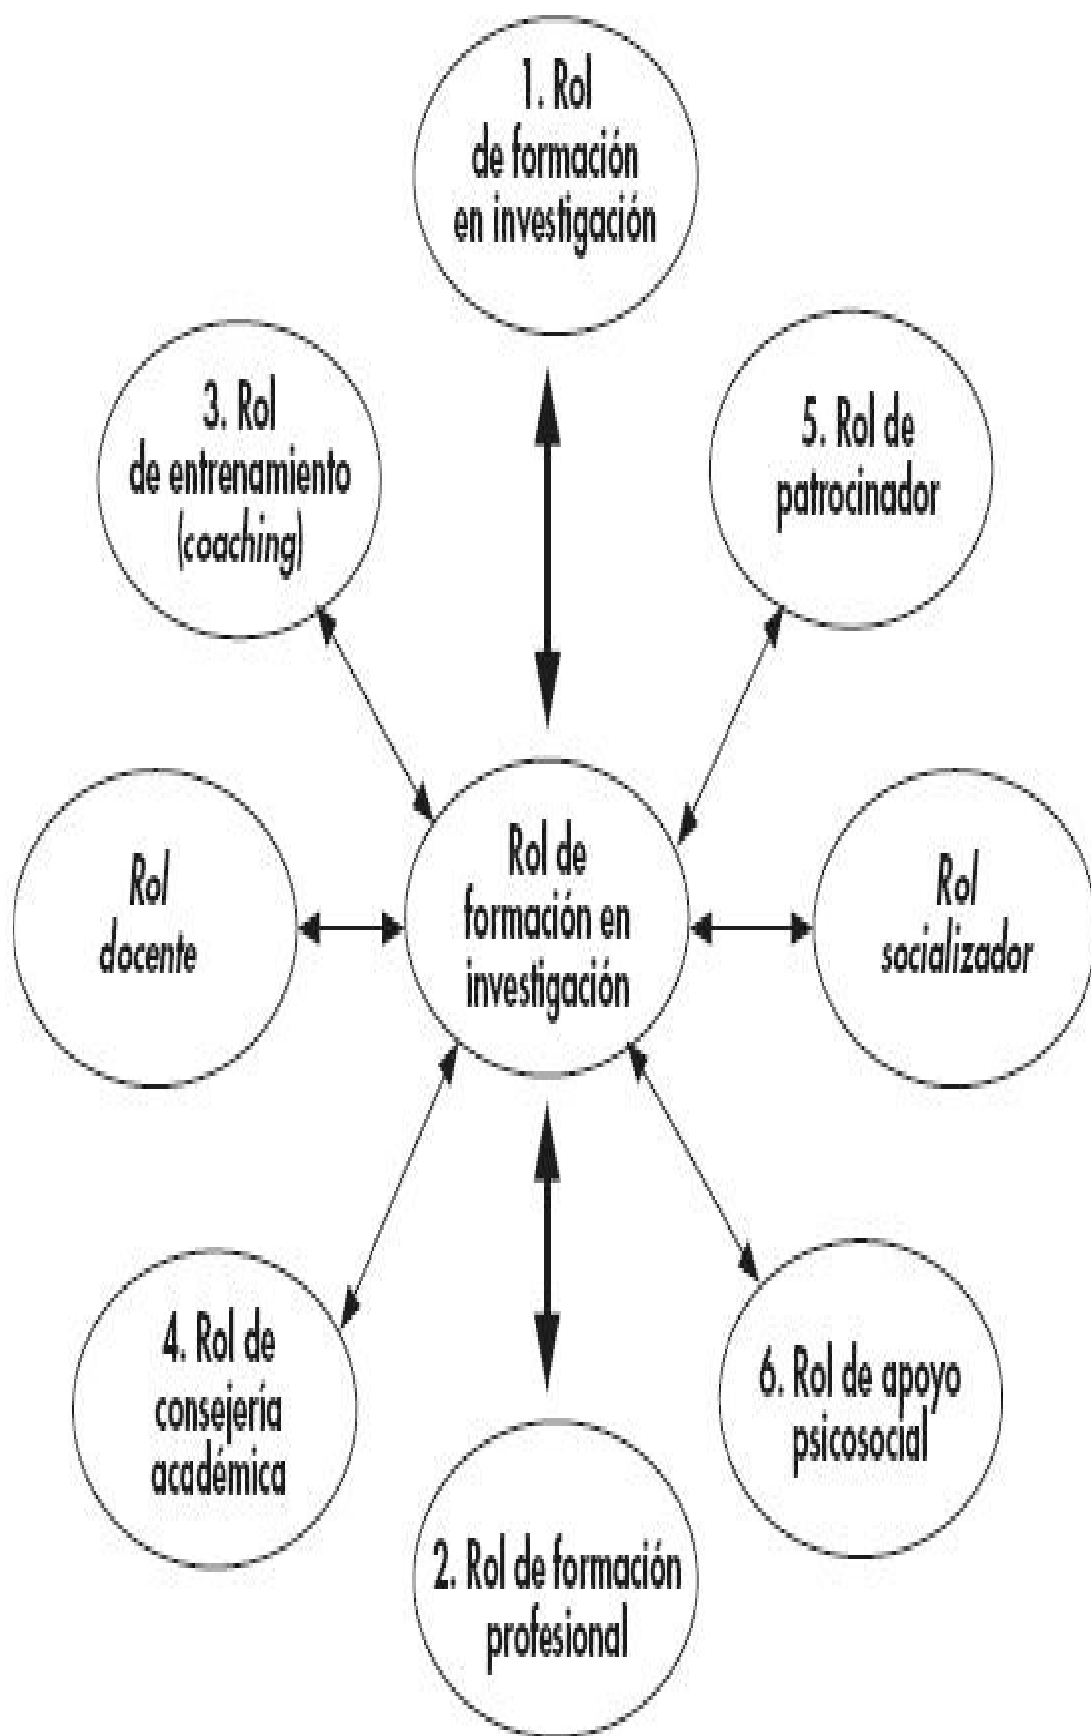 1. Rol
de formación
en investigación
3. Rol
de entrenamiento
(coaching)
5. Rol de
patrocinador
Rol
docente
Rol de
formación en
investigación
Rol
socializador
4. Rol de
consejería
académica
6. Rol de apoyo
psicosocial
2. Rol de formación
profesional